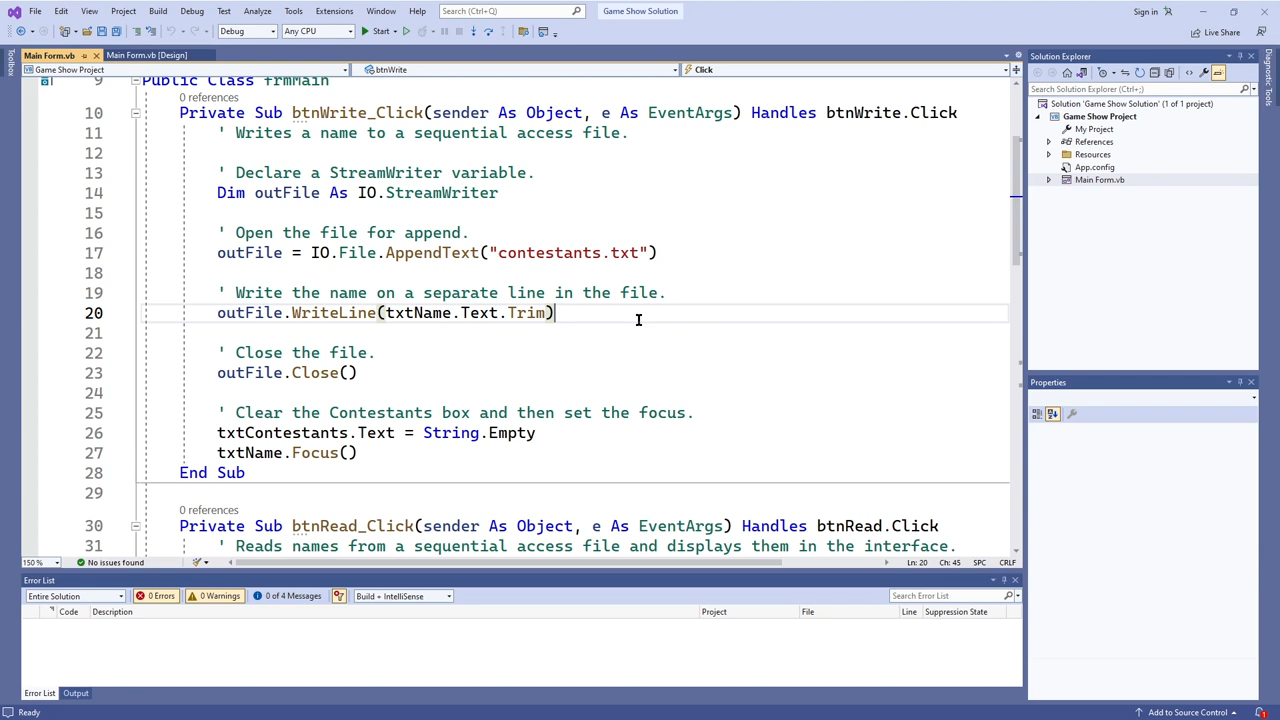 File Edit View Project Build Debug Test Analyze Tools Extensions Window Help Search (Ctrl+Q) Game Show Solution Sign in
Debug Any CPU Start Live Share
Main Form.vb Main Form.vb [Design]
Game Show Project btnWrite Click
9 Public Class frmMain
0 references
10 Private Sub btnWrite_Click(sender As Object, e As EventArgs) Handles btnWrite.Click
11 ' Writes a name to a sequential access file.
12
13 ' Declare a StreamWriter variable.
14 Dim outFile As IO.StreamWriter
15
16 ' Open the file for append.
17 outFile = IO.File.AppendText("contestants.txt")
18
19 ' Write the name on a separate line in the file.
20 outFile.WriteLine(txtName.Text.Trim)
21
22 ' Close the file.
23 outFile.Close()
24
25 ' Clear the Contestants box and then set the focus.
26 txtContestants.Text = String.Empty
27 txtName.Focus()
28 End Sub
29
0 references
30 Private Sub btnRead_Click(sender As Object, e As EventArgs) Handles btnRead.Click
31 ' Reads names from a sequential access file and displays them in the interface.
150 % No issues found Ln: 20 Ch: 45 SPC CRLF
Error List
Entire Solution 0 Errors 0 Warnings 0 of 4 Messages Build + IntelliSense Search Error List
Code Description Project File Line Suppression State
Error List Output
Ready Add to Source Control 1
Toolbox
Solution Explorer
Search Solution Explorer (Ctrl+;)
Solution 'Game Show Solution' (1 of 1 project)
Game Show Project
My Project
References
Resources
App.config
Main Form.vb
Properties
Diagnostic Tools